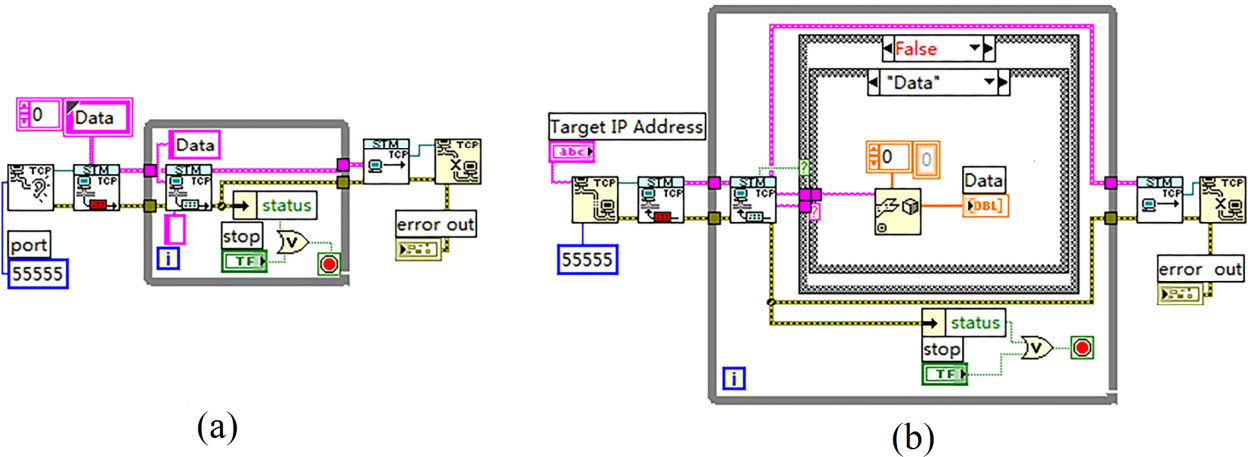 0
Data
TCP
STM
TCP
Data
STM
TCP
STM
TCP
TCP
status
stop
TF
V
error out
port
55555
i
(a)
False
"Data"
Target IP Address
abc
TCP
STM
TCP
STM
TCP
?
?
0
0
Data
DBL
STM
TCP
TCP
55555
error out
status
stop
TF
V
i
(b)